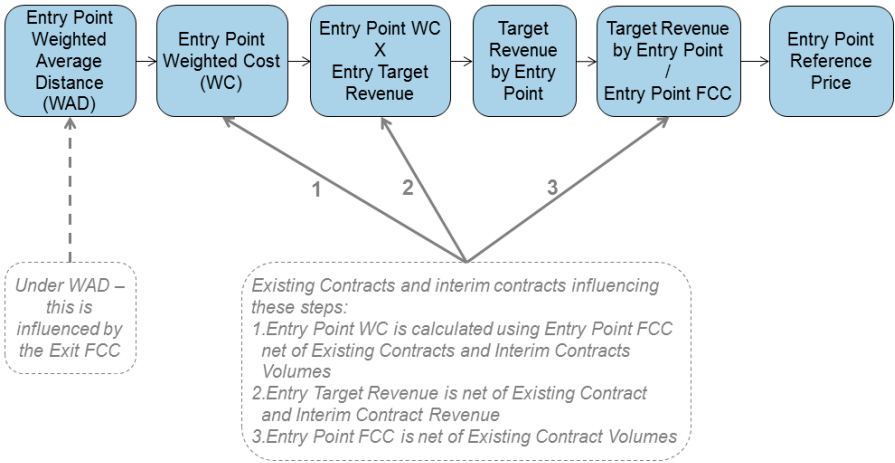 Entry Point
Weighted
Average
Distance
(WAD)
Entry Point
Weighted Cost
(WC)
Entry Point WC
X
Entry Target
Revenue
Target
Revenue
by Entry
Point
Target Revenue
by Entry Point
/
Entry Point FCC
Entry Point
Reference
Price
1
2
3
Under WAD –
this is
influenced by
the Exit FCC
Existing Contracts and interim contracts influencing
these steps:
1.Entry Point WC is calculated using Entry Point FCC
net of Existing Contracts and Interim Contracts
Volumes
2.Entry Target Revenue is net of Existing Contract
and Interim Contract Revenue
3.Entry Point FCC is net of Existing Contract Volumes